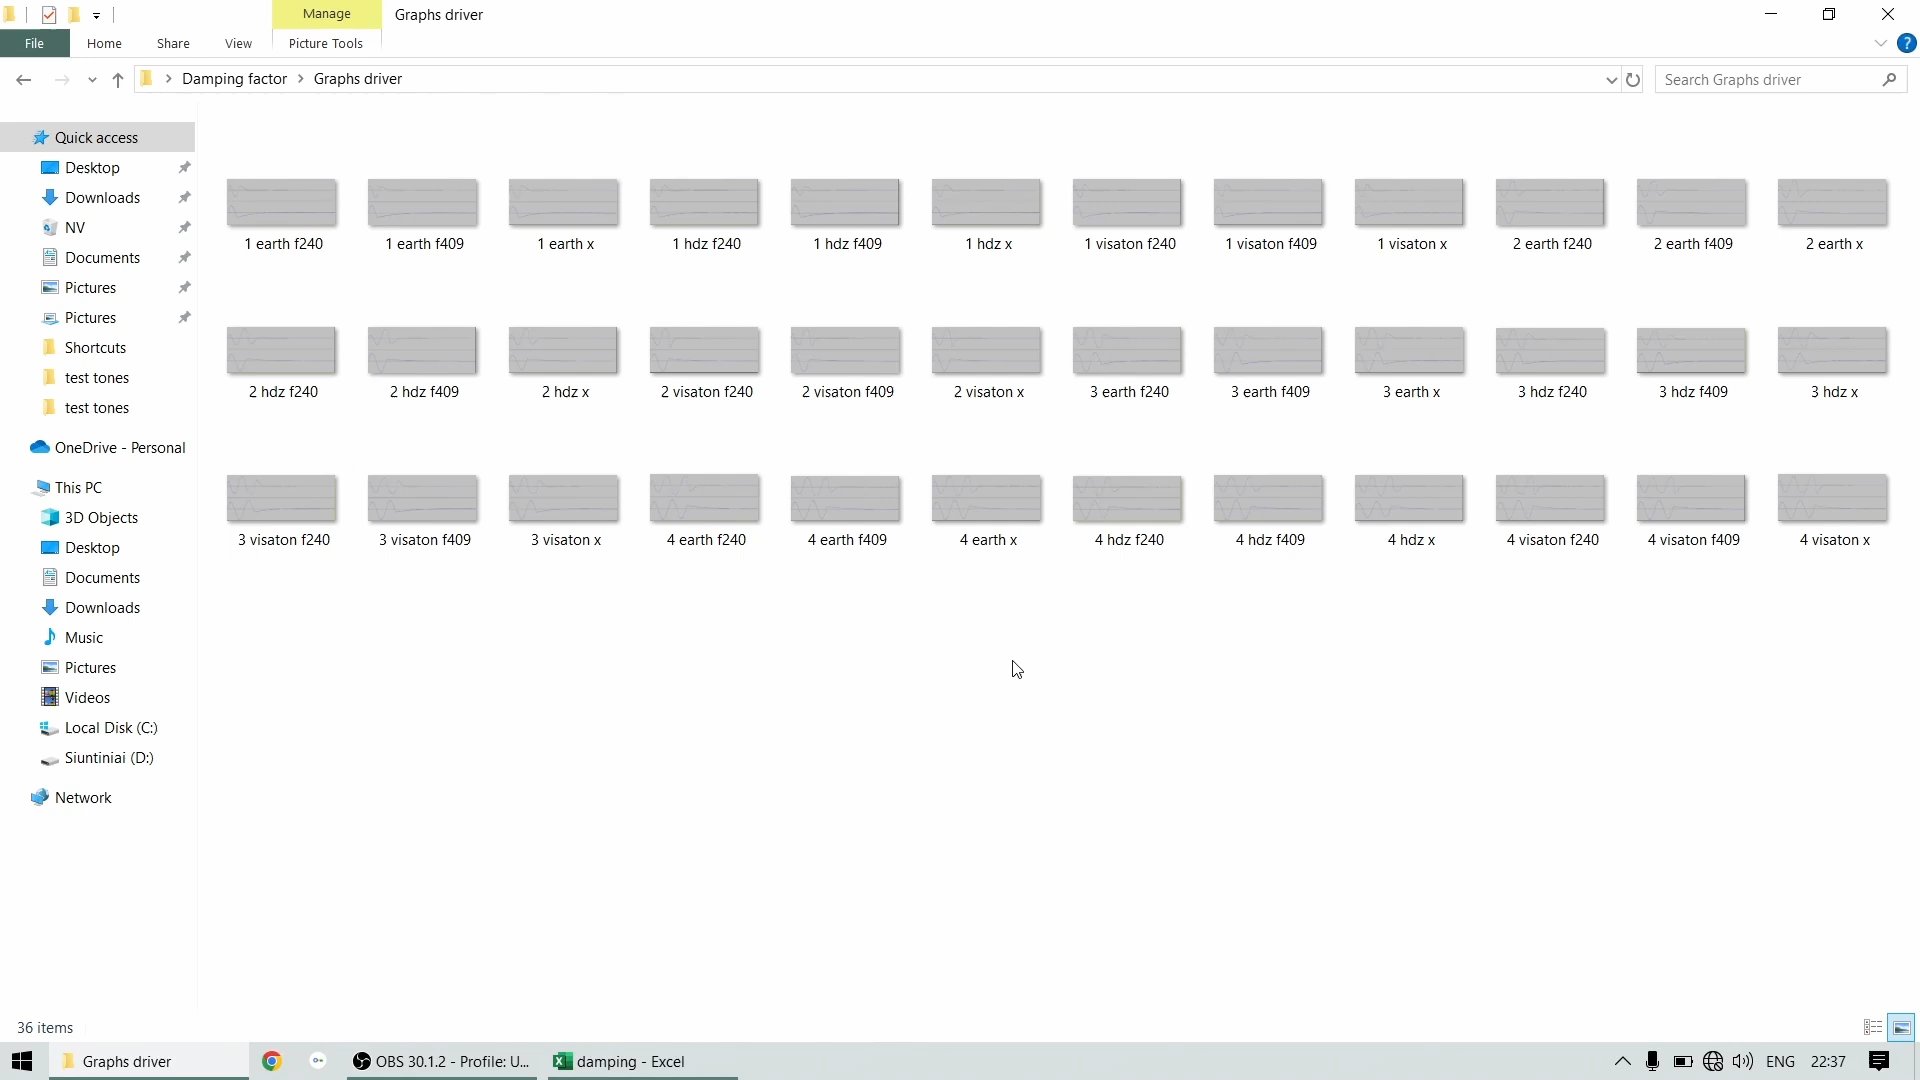 Manage
Graphs driver
File
Home
Share
View
Picture Tools
?
Damping factor
Graphs driver
Search Graphs driver
Quick access
Desktop
Downloads
NV
Documents
Pictures
Pictures
Shortcuts
test tones
test tones
OneDrive - Personal
This PC
3D Objects
Desktop
Documents
Downloads
Music
Pictures
Videos
Local Disk (C:)
Siuntiniai (D:)
Network
1 earth f240
1 earth f409
1 earth x
1 hdz f240
1 hdz f409
1 hdz x
1 visaton f240
1 visaton f409
1 visaton x
2 earth f240
2 earth f409
2 earth x
2 hdz f240
2 hdz f409
2 hdz x
2 visaton f240
2 visaton f409
2 visaton x
3 earth f240
3 earth f409
3 earth x
3 hdz f240
3 hdz f409
3 hdz x
3 visaton f240
3 visaton f409
3 visaton x
4 earth f240
4 earth f409
4 earth x
4 hdz f240
4 hdz f409
4 hdz x
4 visaton f240
4 visaton f409
4 visaton x
36 items
Graphs driver
OBS 30.1.2 - Profile: U...
damping - Excel
ENG
22:37